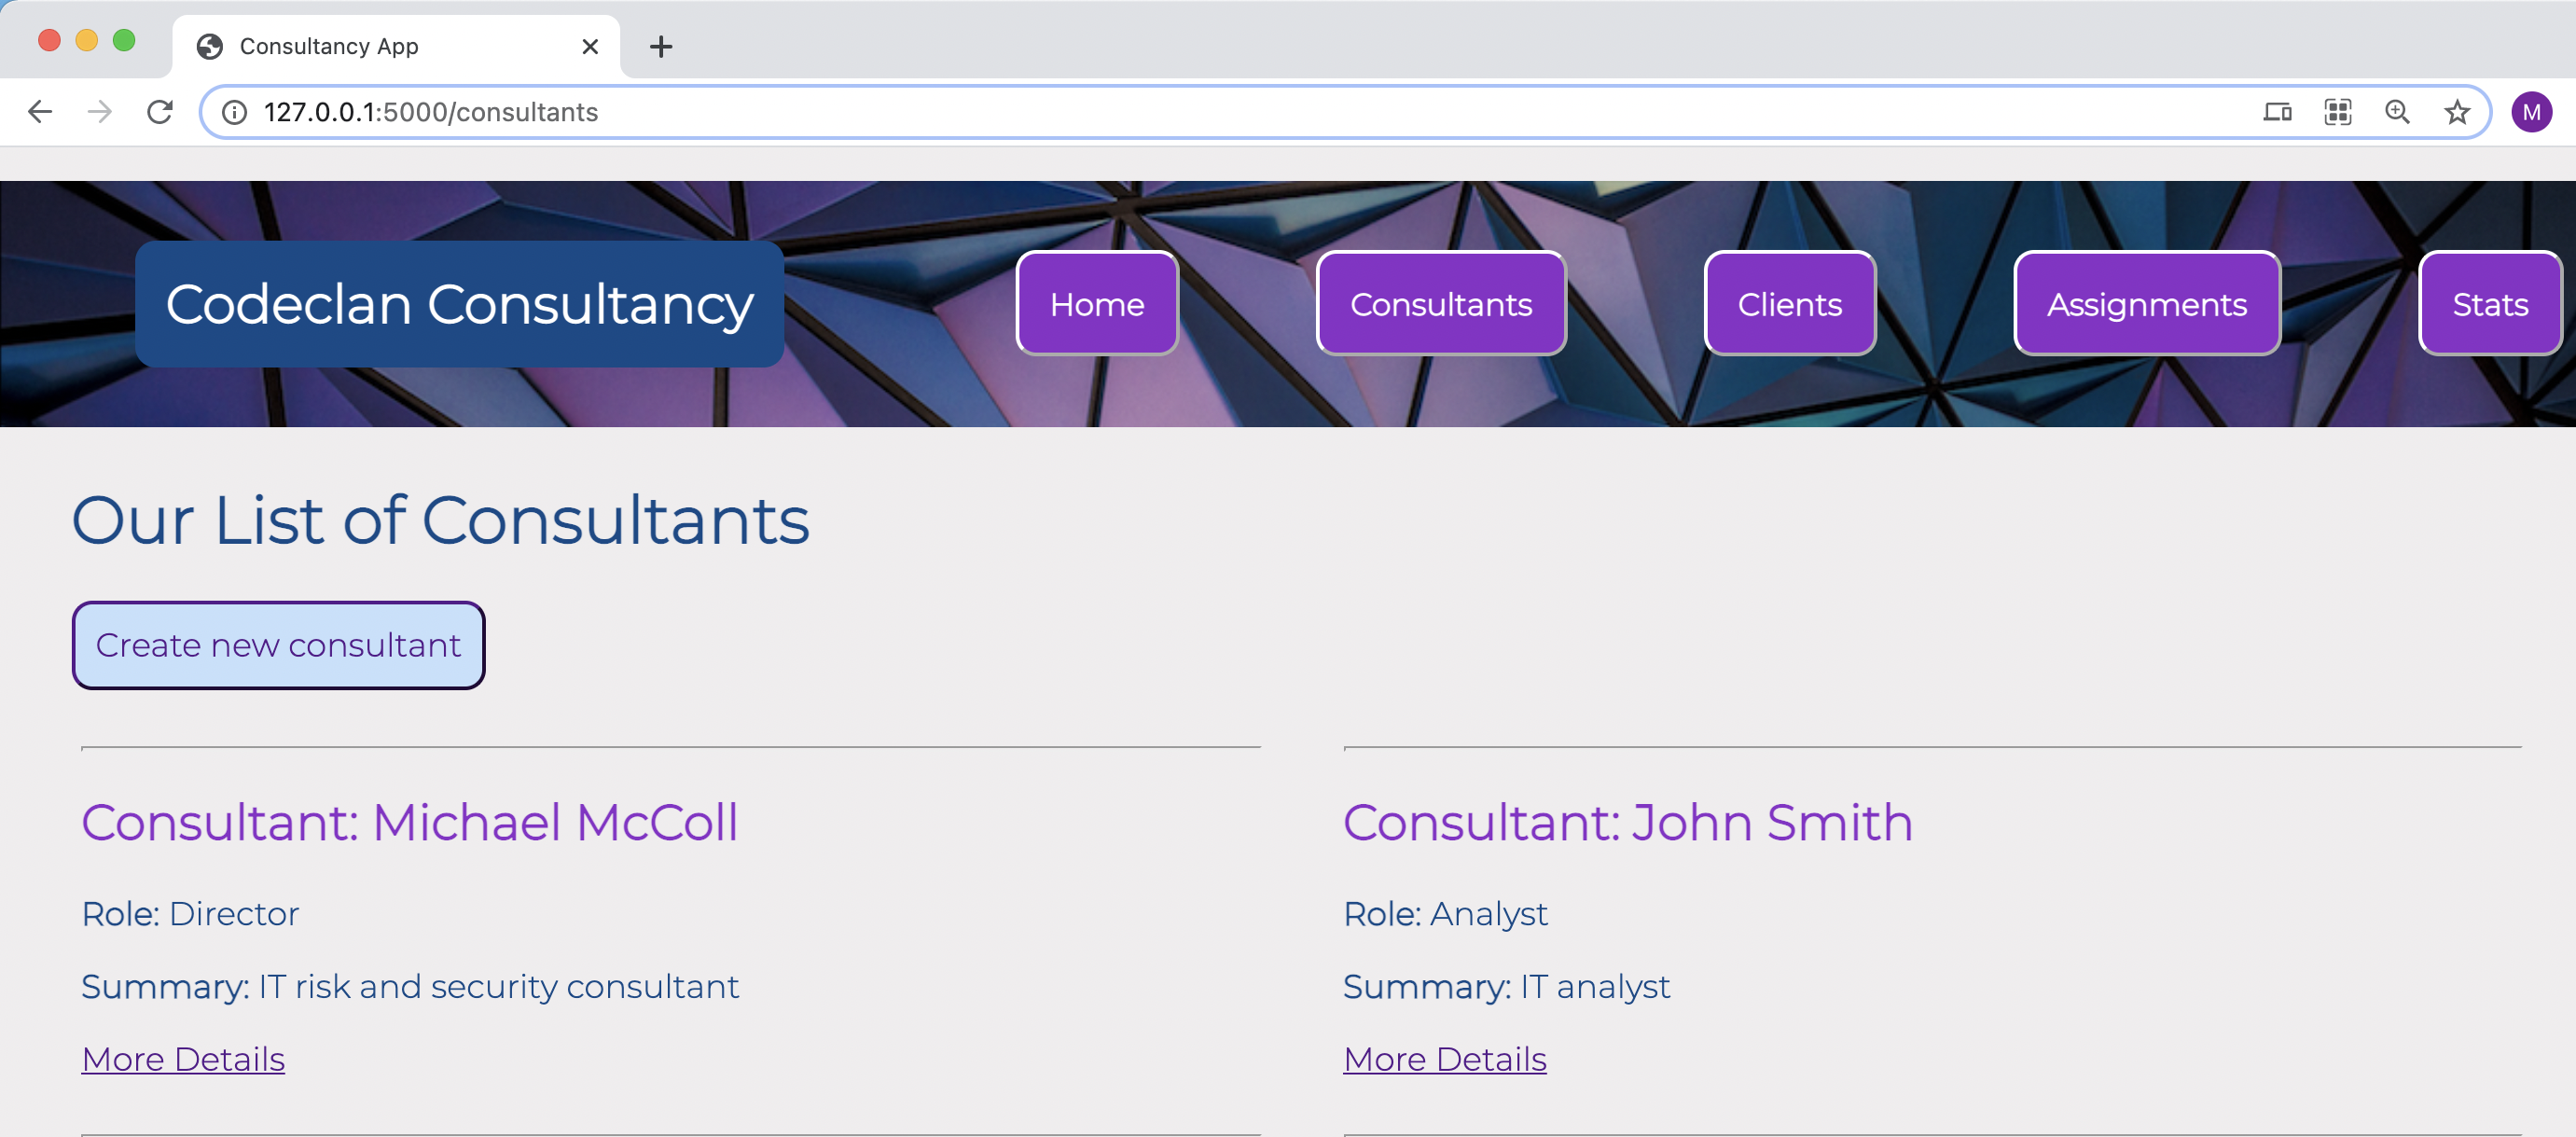 Consultancy App
127.0.0.1:5000/consultants
M
Codeclan Consultancy
Home
Consultants
Clients
Assignments
Stats
Our List of Consultants
Create new consultant
Consultant: Michael McColl
Role: Director
Summary: IT risk and security consultant
More Details
Consultant: John Smith
Role: Analyst
Summary: IT analyst
More Details